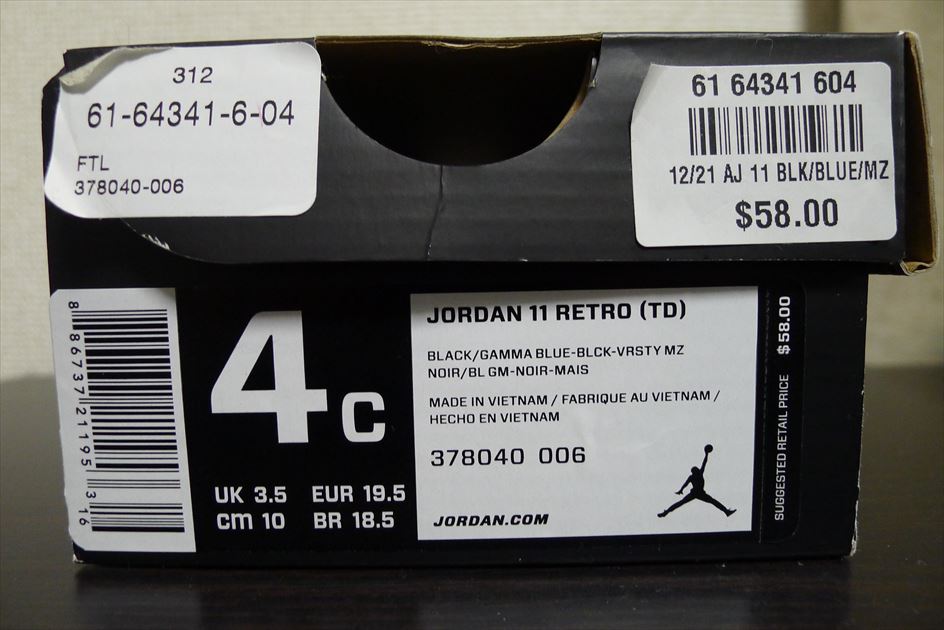 312
61-64341-6-04
FTL
378040-006
61 64341 604
12/21 AJ 11 BLK/BLUE/MZ
$58.00
8 86737 21195 3 16
4C
UK 3.5 EUR 19.5
CM 10 BR 18.5
JORDAN 11 RETRO (TD)
BLACK/GAMMA BLUE-BLCK-VRSTY MZ
NOIR/BL GM-NOIR-MAIS
MADE IN VIETNAM / FABRIQUE AU VIETNAM /
HECHO EN VIETNAM
378040 006
JORDAN.COM
SUGGESTED RETAIL PRICE $58.00